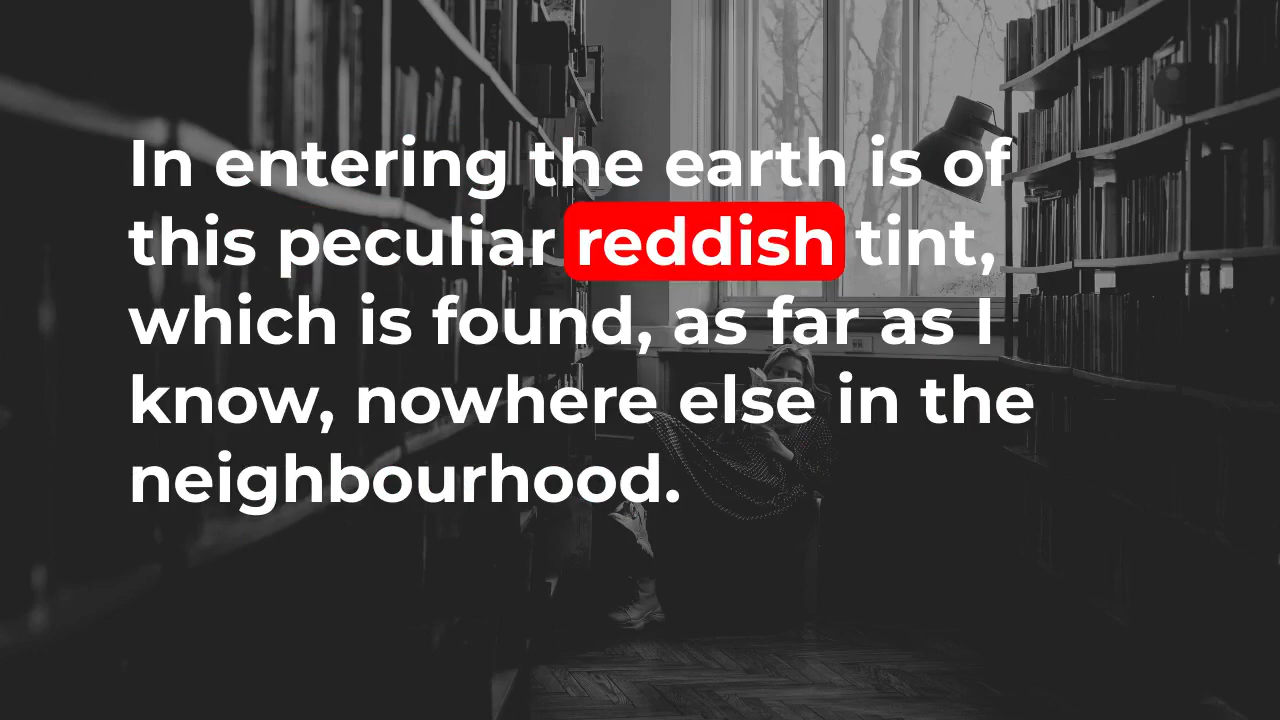 In entering the earth is of
this peculiar reddish tint,
which is found, as far as I
know, nowhere else in the
neighbourhood.